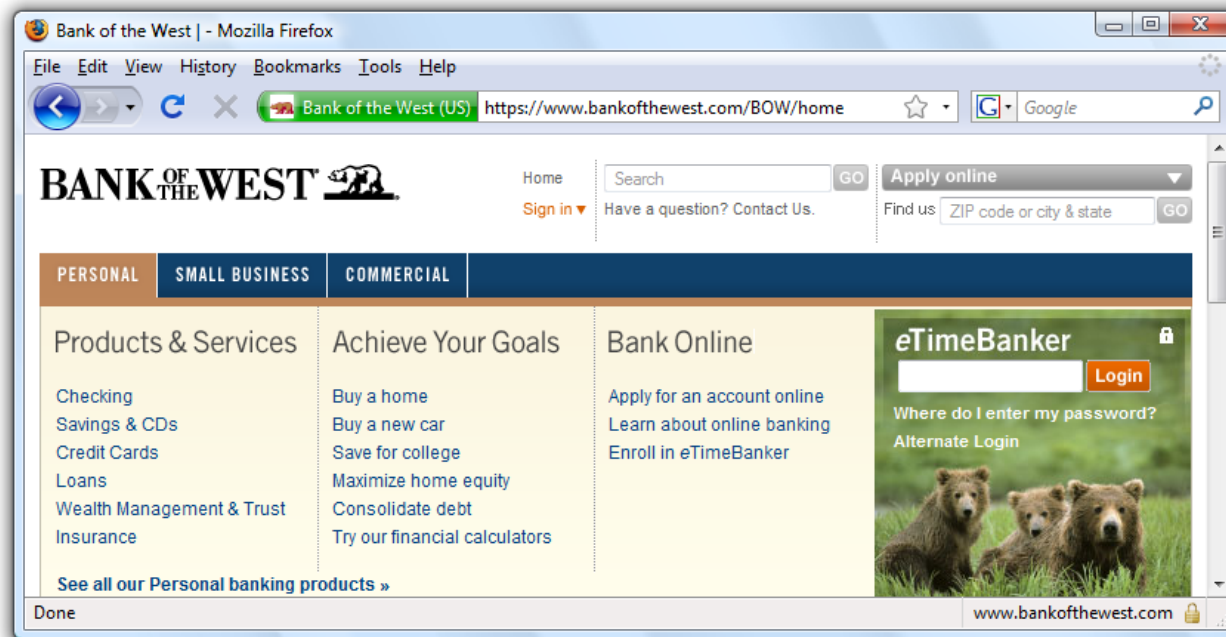 Bank of the West | - Mozilla Firefox
File Edit View History Bookmarks Tools Help
Bank of the West (US) https://www.bankofthewest.com/BOW/home G Google
BANK OF THE WEST
Home Search GO Apply online
Sign in ▾ Have a question? Contact Us. Find us ZIP code or city & state GO
PERSONAL SMALL BUSINESS COMMERCIAL
Products & Services
Checking
Savings & CDs
Credit Cards
Loans
Wealth Management & Trust
Insurance
See all our Personal banking products »
Achieve Your Goals
Buy a home
Buy a new car
Save for college
Maximize home equity
Consolidate debt
Try our financial calculators
Bank Online
Apply for an account online
Learn about online banking
Enroll in eTimeBanker
eTimeBanker
Login
Where do I enter my password?
Alternate Login
Done www.bankofthewest.com